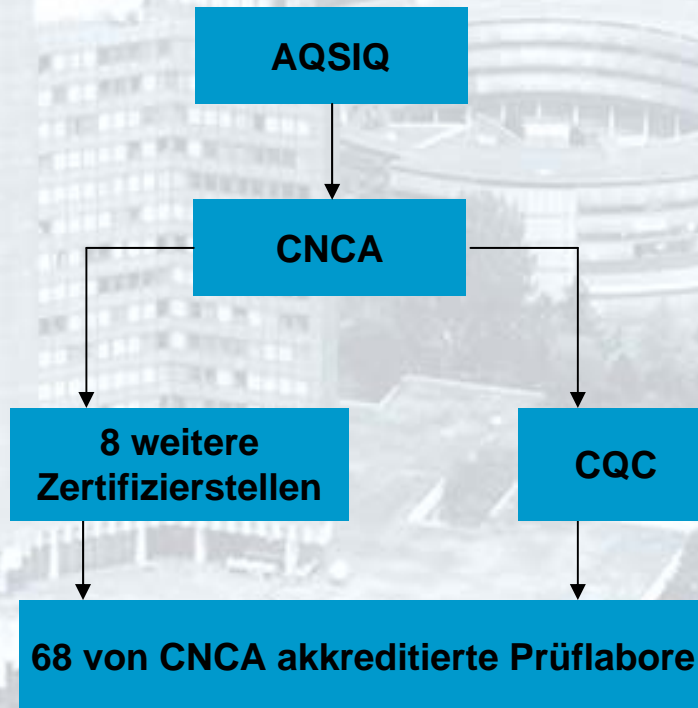 AQSIQ
CNCA
8 weitere
Zertifizierstellen
CQC
68 von CNCA akkreditierte Prüflabore